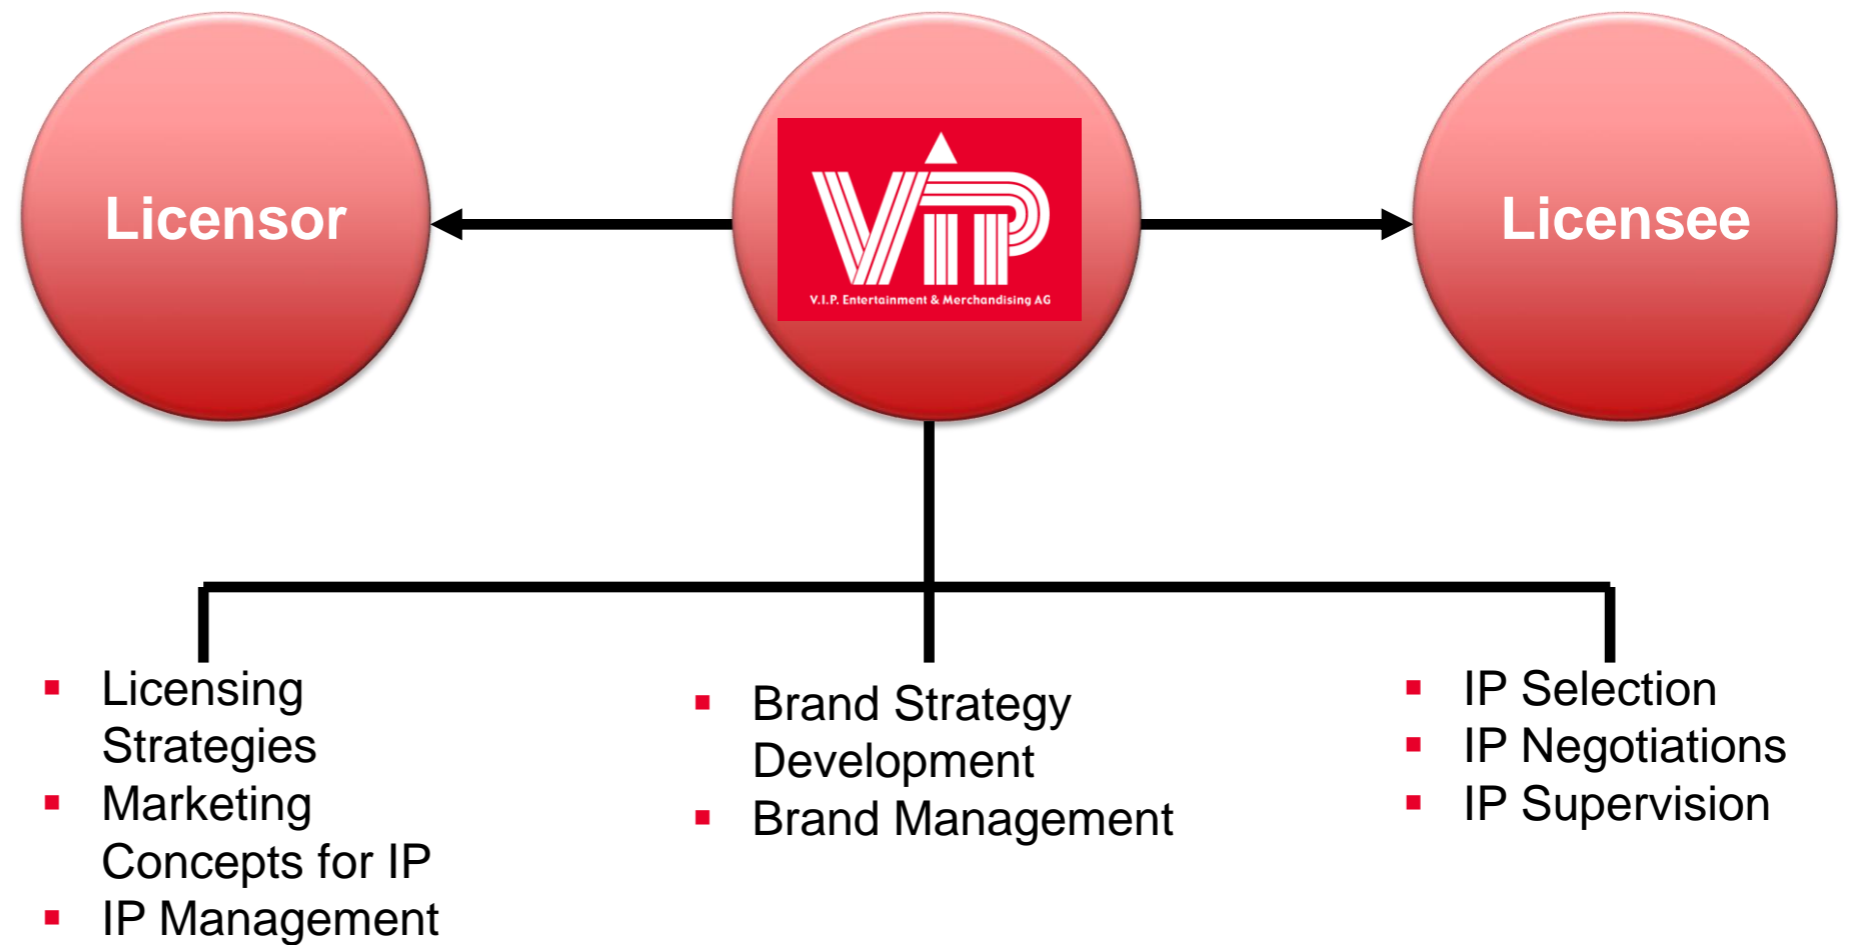 Licensor
VIP
V.I.P. Entertainment & Merchandising AG
Licensee
Licensing
Strategies
Marketing
Concepts for IP
IP Management
Brand Strategy
Development
Brand Management
IP Selection
IP Negotiations
IP Supervision